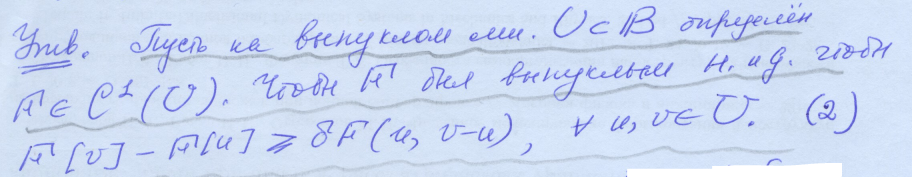 Утв. Пусть на выпуклом мн. U⊂B определён
F∈C¹(U). Чтобы F был выпуклым н. и д. чтобы
F[v]-F[u]≥δF(u, v-u), ∀ u,v∈U. (2)